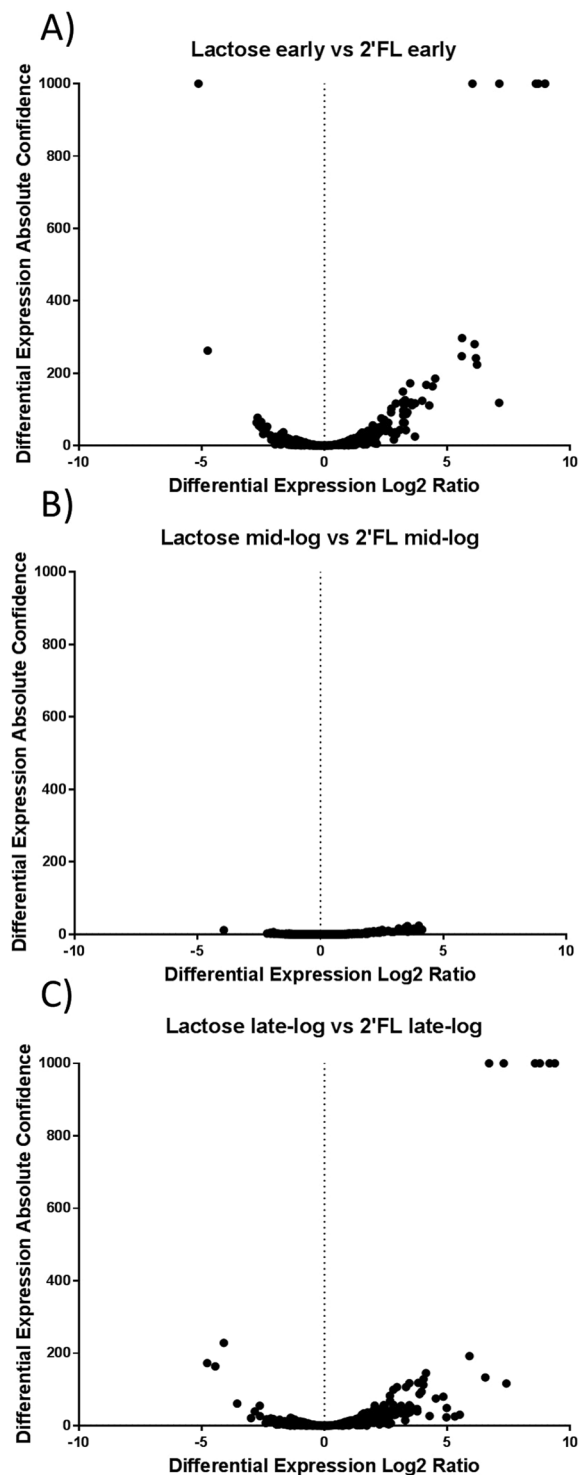 A)
Lactose early vs 2'FL early
Differential Expression Absolute Confidence
1000
800
600
400
200
0
-10
-5
0
5
10
Differential Expression Log2 Ratio
B)
Lactose mid-log vs 2'FL mid-log
Differential Expression Absolute Confidence
1000
800
600
400
200
0
-10
-5
0
5
10
Differential Expression Log2 Ratio
C)
Lactose late-log vs 2'FL late-log
Differential Expression Absolute Confidence
1000
800
600
400
200
0
-10
-5
0
5
10
Differential Expression Log2 Ratio